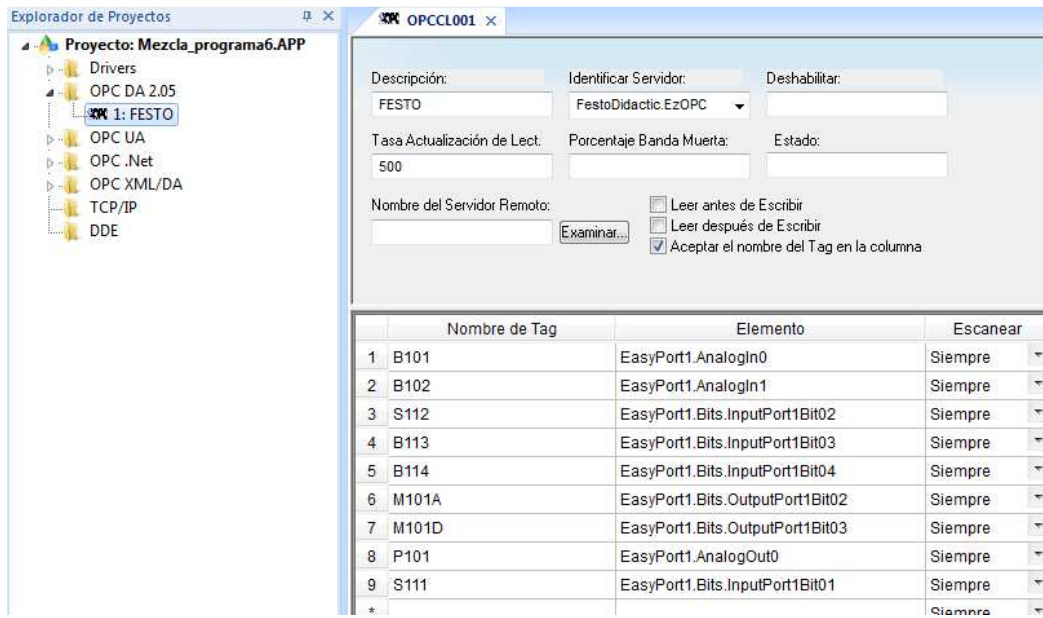 Explorador de Proyectos
Proyecto: Mezcla_programa6.APP
Drivers
OPC DA 2.05
1: FESTO
OPC UA
OPC .Net
OPC XML/DA
TCP/IP
DDE
OPCCL001
Descripción: Identificar Servidor: Deshabilitar:
FESTO FestoDidactic.EzOPC
Tasa Actualización de Lect. Porcentaje Banda Muerta: Estado:
500
Nombre del Servidor Remoto:
Examinar...
Leer antes de Escribir
Leer después de Escribir
Aceptar el nombre del Tag en la columna
Nombre de Tag Elemento Escanear
1 B101 EasyPort1.AnalogIn0 Siempre
2 B102 EasyPort1.AnalogIn1 Siempre
3 S112 EasyPort1.Bits.InputPort1Bit02 Siempre
4 B113 EasyPort1.Bits.InputPort1Bit03 Siempre
5 B114 EasyPort1.Bits.InputPort1Bit04 Siempre
6 M101A EasyPort1.Bits.OutputPort1Bit02 Siempre
7 M101D EasyPort1.Bits.OutputPort1Bit03 Siempre
8 P101 EasyPort1.AnalogOut0 Siempre
9 S111 EasyPort1.Bits.InputPort1Bit01 Siempre
* Siempre